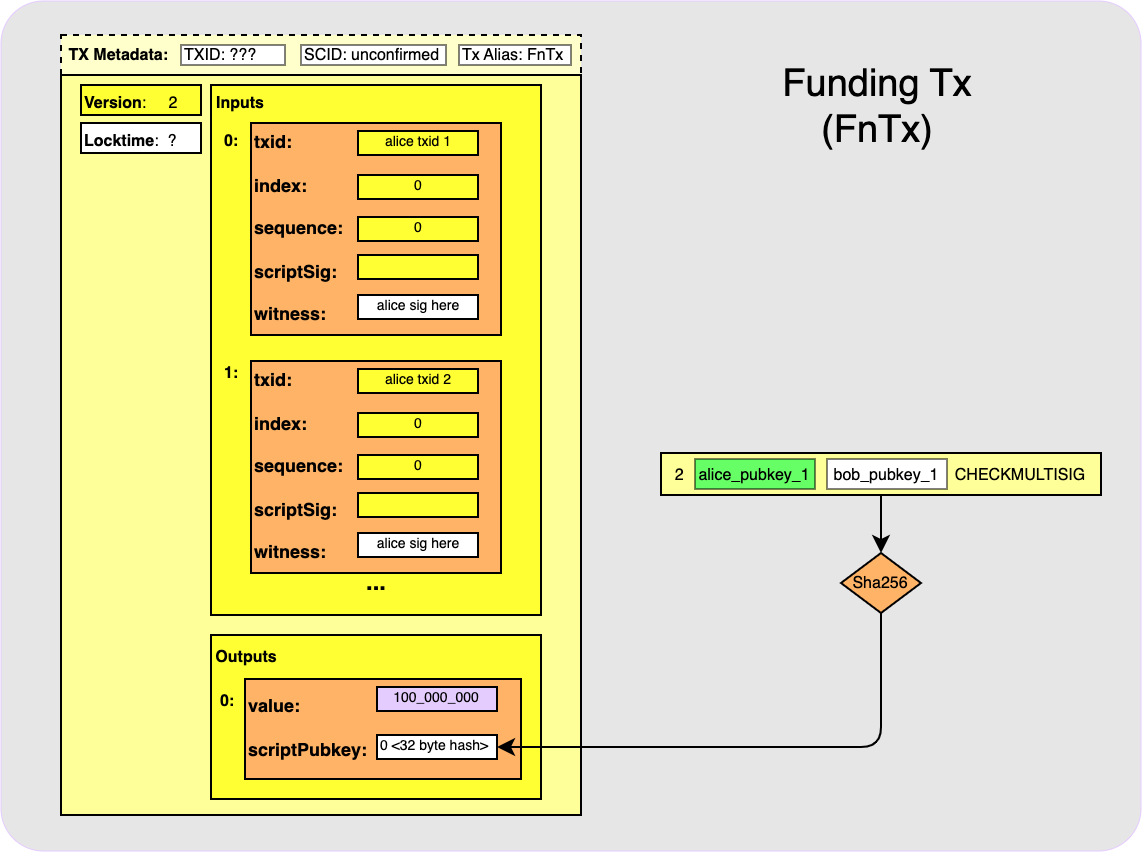 TX Metadata: TXID: ??? SCID: unconfirmed Tx Alias: FnTx
Funding Tx
(FnTx)
Version: 2
Locktime: ?
Inputs
0:
txid: alice txid 1
index: 0
sequence: 0
scriptSig:
witness: alice sig here
1:
txid: alice txid 2
index: 0
sequence: 0
scriptSig:
witness: alice sig here
...
2 alice_pubkey_1 bob_pubkey_1 CHECKMULTISIG
Sha256
Outputs
0:
value: 100_000_000
scriptPubkey: 0 <32 byte hash>